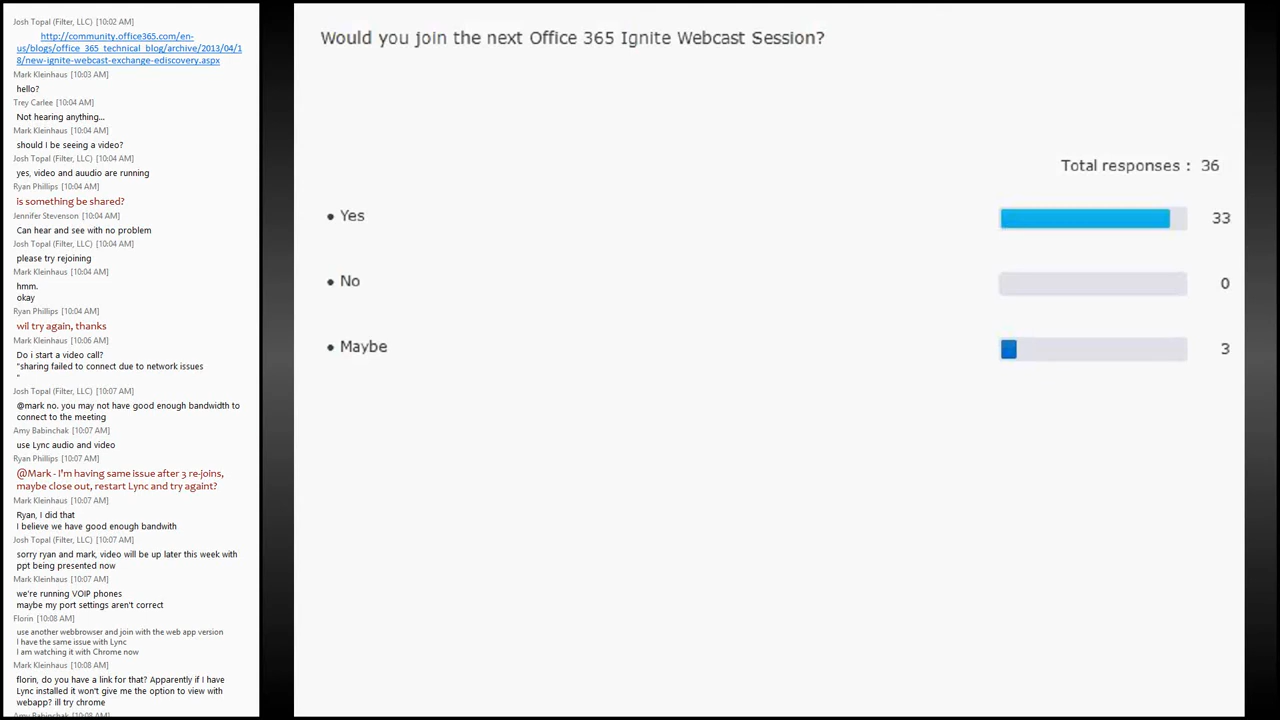 Josh Topal (Filter, LLC) [10:02 AM]
http://community.office365.com/en-
us/blogs/office_365_technical_blog/archive/2013/04/1
8/new-ignite-webcast-exchange-ediscovery.aspx
Mark Kleinhaus [10:03 AM]
hello?
Trey Carlee [10:04 AM]
Not hearing anything...
Mark Kleinhaus [10:04 AM]
should I be seeing a video?
Josh Topal (Filter, LLC) [10:04 AM]
yes, video and auudio are running
Ryan Phillips [10:04 AM]
is something be shared?
Jennifer Stevenson [10:04 AM]
Can hear and see with no problem
Josh Topal (Filter, LLC) [10:04 AM]
please try rejoining
Mark Kleinhaus [10:04 AM]
hmm.
okay
Ryan Phillips [10:04 AM]
wil try again, thanks
Mark Kleinhaus [10:06 AM]
Do i start a video call?
"sharing failed to connect due to network issues
"
Josh Topal (Filter, LLC) [10:07 AM]
@mark no. you may not have good enough bandwidth to
connect to the meeting
Amy Babinchak [10:07 AM]
use Lync audio and video
Ryan Phillips [10:07 AM]
@Mark - I'm having same issue after 3 re-joins,
maybe close out, restart Lync and try againt?
Mark Kleinhaus [10:07 AM]
Ryan, I did that
I believe we have good enough bandwith
Josh Topal (Filter, LLC) [10:07 AM]
sorry ryan and mark, video will be up later this week with
ppt being presented now
Mark Kleinhaus [10:07 AM]
we're running VOIP phones
maybe my port settings aren't correct
Florin [10:08 AM]
use another webbrowser and join with the web app version
I have the same issue with Lync
I am watching it with Chrome now
Mark Kleinhaus [10:08 AM]
florin, do you have a link for that? Apparently if I have
Lync installed it won't give me the option to view with
webapp? ill try chrome
Amy Babinchak [10:08 AM]
Would you join the next Office 365 Ignite Webcast Session?
Total responses : 36
• Yes 33
• No 0
• Maybe 3